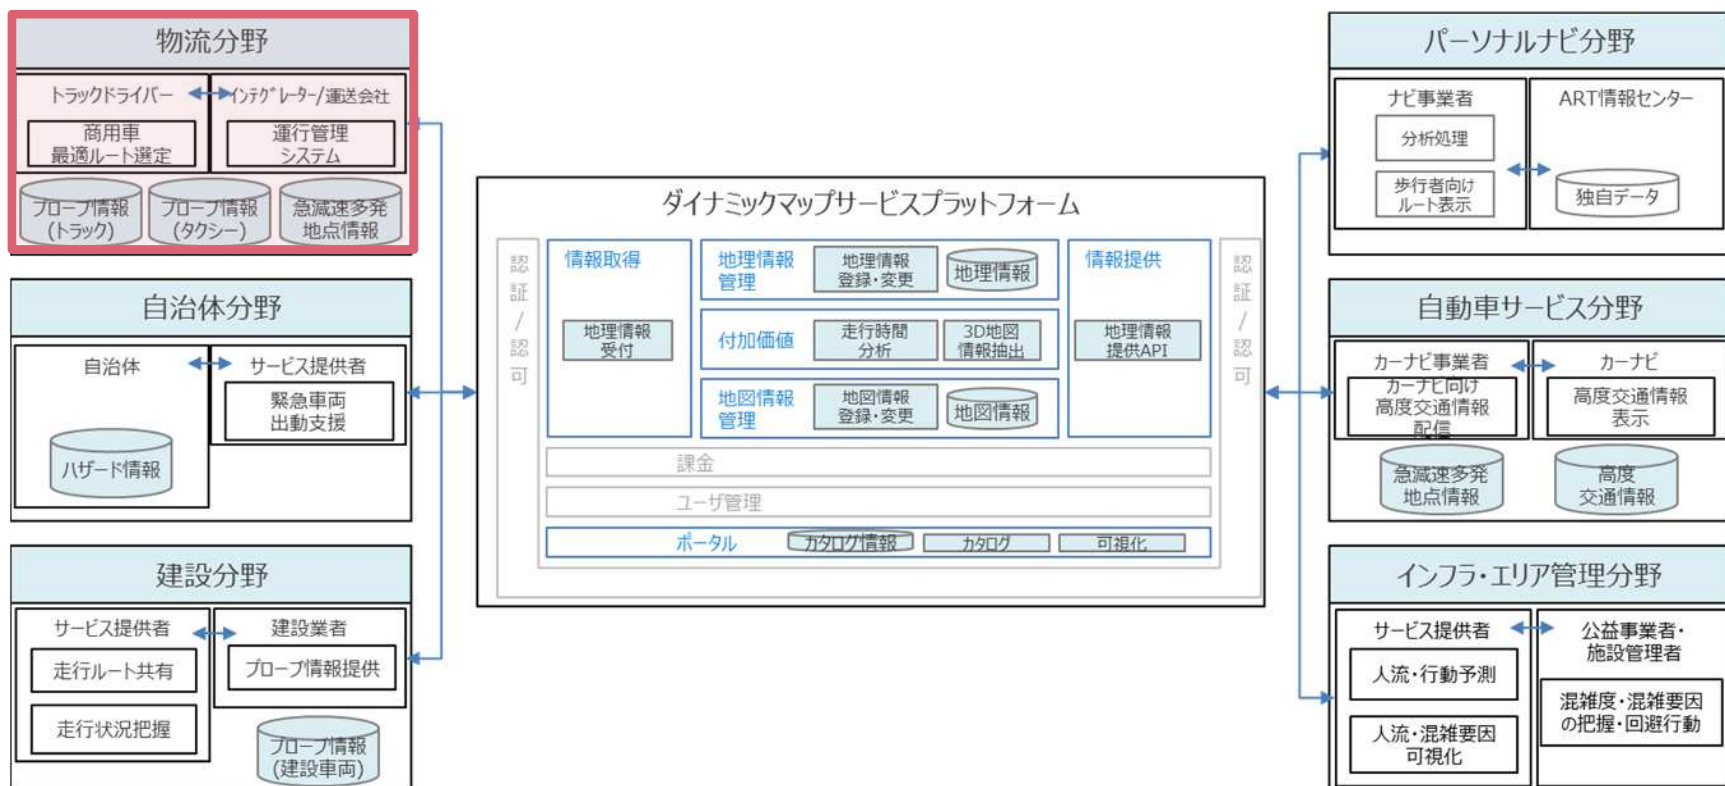 物流分野
トラックドライバー
インテグレーター/運送会社
商用車
最適ルート選定
運行管理
システム
プローブ情報
(トラック)
プローブ情報
(タクシー)
急減速多発
地点情報
自治体分野
自治体
サービス提供者
緊急車両
出動支援
ハザード情報
建設分野
サービス提供者
建設業者
走行ルート共有
プローブ情報提供
走行状況把握
プローブ情報
(建設車両)
ダイナミックマップサービスプラットフォーム
認証/認可
情報取得
地理情報
受付
地理情報
管理
地理情報
登録・変更
地理情報
付加価値
走行時間
分析
3D地図
情報抽出
地図情報
管理
地図情報
登録・変更
地図情報
情報提供
地理情報
提供API
認証/認可
課金
ユーザ管理
ポータル
カタログ情報
カタログ
可視化
パーソナルナビ分野
ナビ事業者
ART情報センター
分析処理
歩行者向け
ルート表示
独自データ
自動車サービス分野
カーナビ事業者
カーナビ
カーナビ向け
高度交通情報
配信
高度交通情報
表示
急減速多発
地点情報
高度
交通情報
インフラ・エリア管理分野
サービス提供者
公益事業者・
施設管理者
人流・行動予測
人流・混雑要因
可視化
混雑度・混雑要因
の把握・回避行動